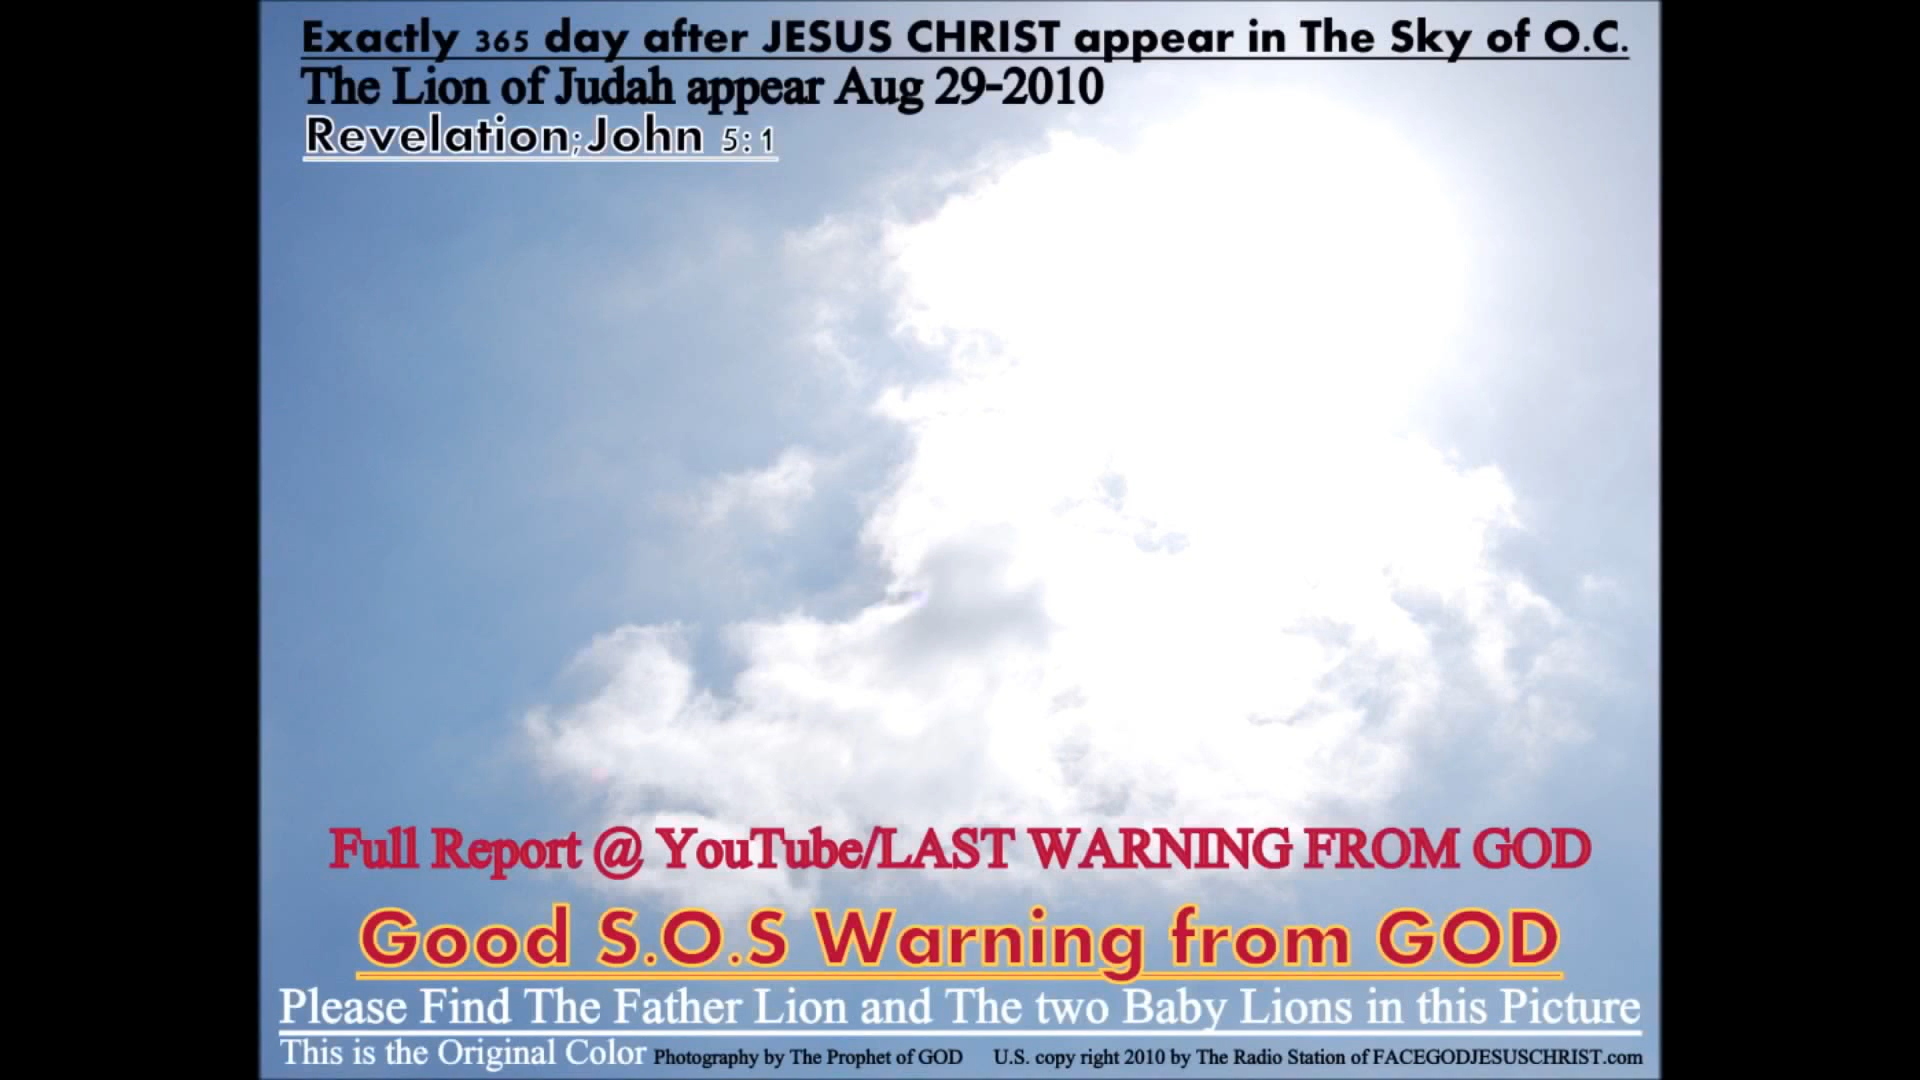 Exactly 365 day after JESUS CHRIST appear in The Sky of O.C.
The Lion of Judah appear Aug 29-2010
Revelation;John 5:1
Full Report @ YouTube/LAST WARNING FROM GOD
Good S.O.S Warning from GOD
Please Find The Father Lion and The two Baby Lions in this Picture
This is the Original Color Photography by The Prophet of GOD U.S. copy right 2010 by The Radio Station of FACEGODJESUSCHRIST.com